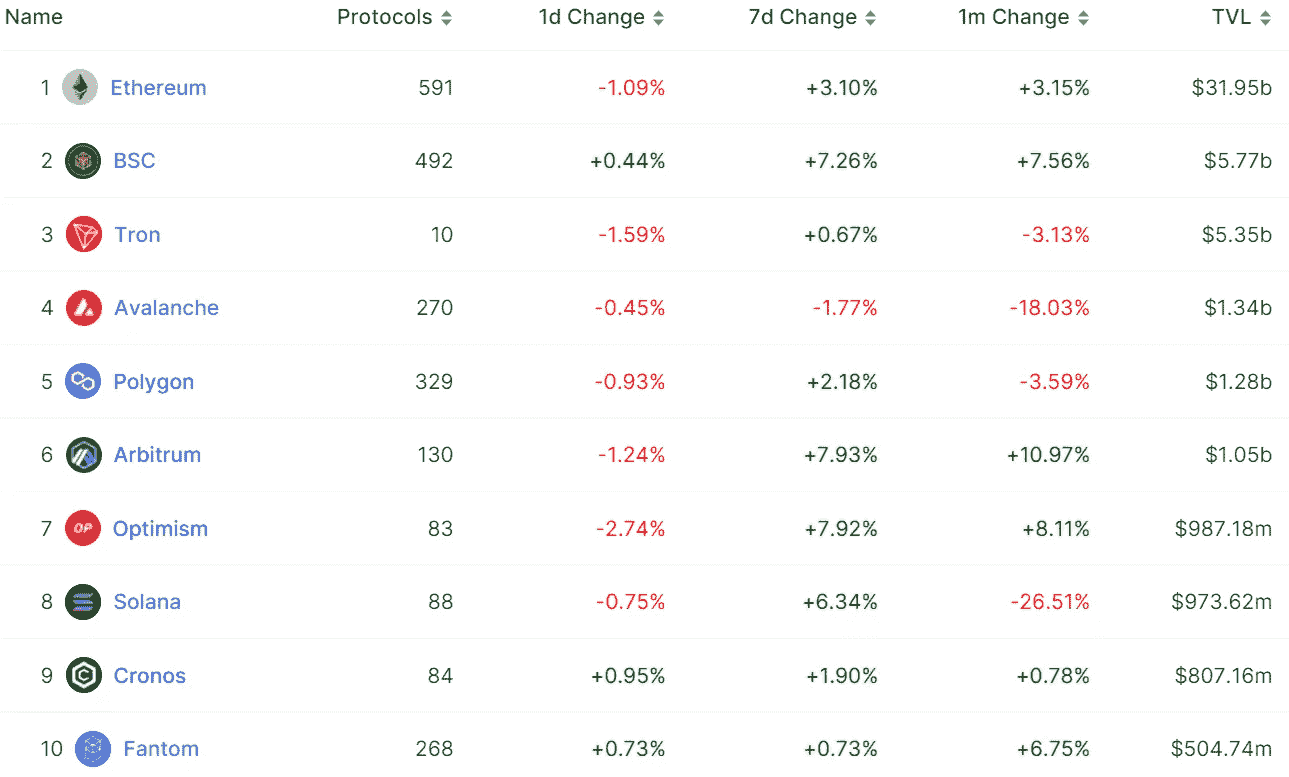 Name Protocols 1d Change 7d Change 1m Change TVL
1 Ethereum 591 -1.09% +3.10% +3.15% $31.95b
2 BSC 492 +0.44% +7.26% +7.56% $5.77b
3 Tron 10 -1.59% +0.67% -3.13% $5.35b
4 Avalanche 270 -0.45% -1.77% -18.03% $1.34b
5 Polygon 329 -0.93% +2.18% -3.59% $1.28b
6 Arbitrum 130 -1.24% +7.93% +10.97% $1.05b
7 OP Optimism 83 -2.74% +7.92% +8.11% $987.18m
8 Solana 88 -0.75% +6.34% -26.51% $973.62m
9 Cronos 84 +0.95% +1.90% +0.78% $807.16m
10 Fantom 268 +0.73% +0.73% +6.75% $504.74m